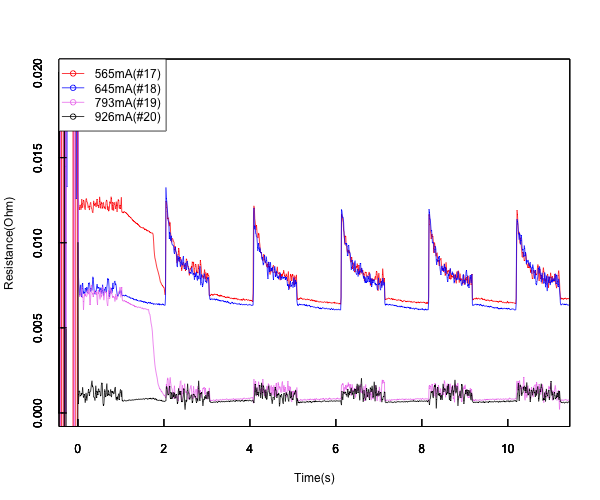 565mA(#17)
645mA(#18)
793mA(#19)
926mA(#20)
0.020
0.015
0.010
0.005
0.000
Resistance(Ohm)
0 2 4 6 8 10
Time(s)